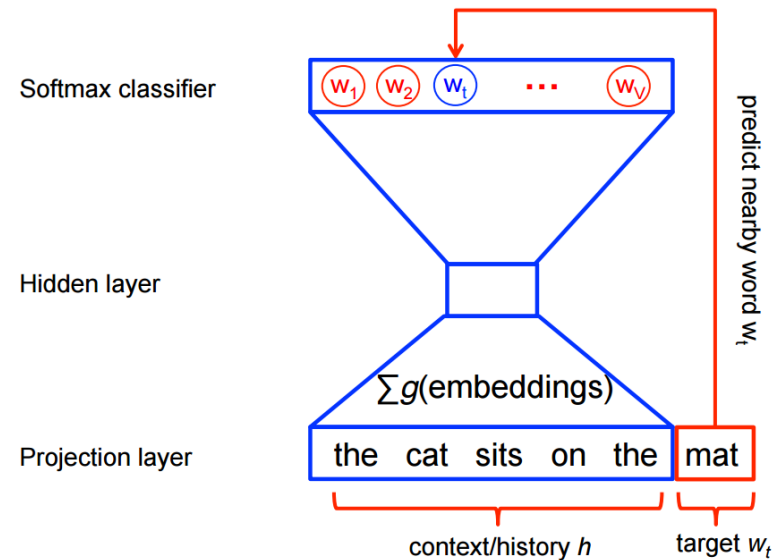 Softmax classifier
w1 w2 wt ... wV
predict nearby word wt
Hidden layer
∑g(embeddings)
Projection layer
the cat sits on the mat
context/history h
target wt